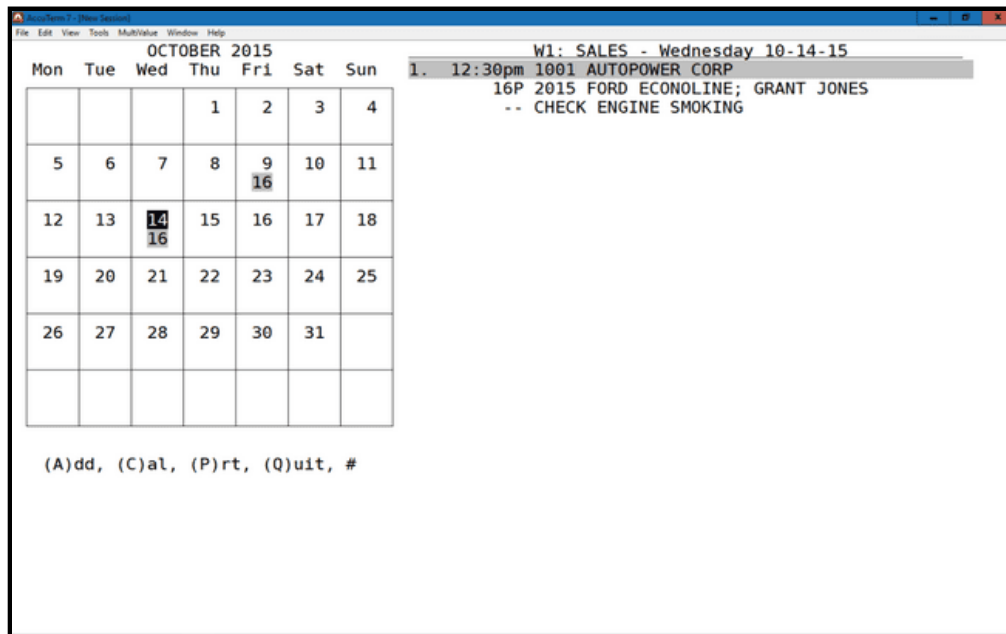 AccuTerm 7 - [New Session]
File Edit View Tools MultiValue Window Help
OCTOBER 2015
Mon Tue Wed Thu Fri Sat Sun
1 2 3 4
5 6 7 8 9 10 11
16
12 13 14 15 16 17 18
16
19 20 21 22 23 24 25
26 27 28 29 30 31
(A)dd, (C)al, (P)rt, (Q)uit, #
W1: SALES - Wednesday 10-14-15
1. 12:30pm 1001 AUTOPOWER CORP
16P 2015 FORD ECONOLINE; GRANT JONES
-- CHECK ENGINE SMOKING